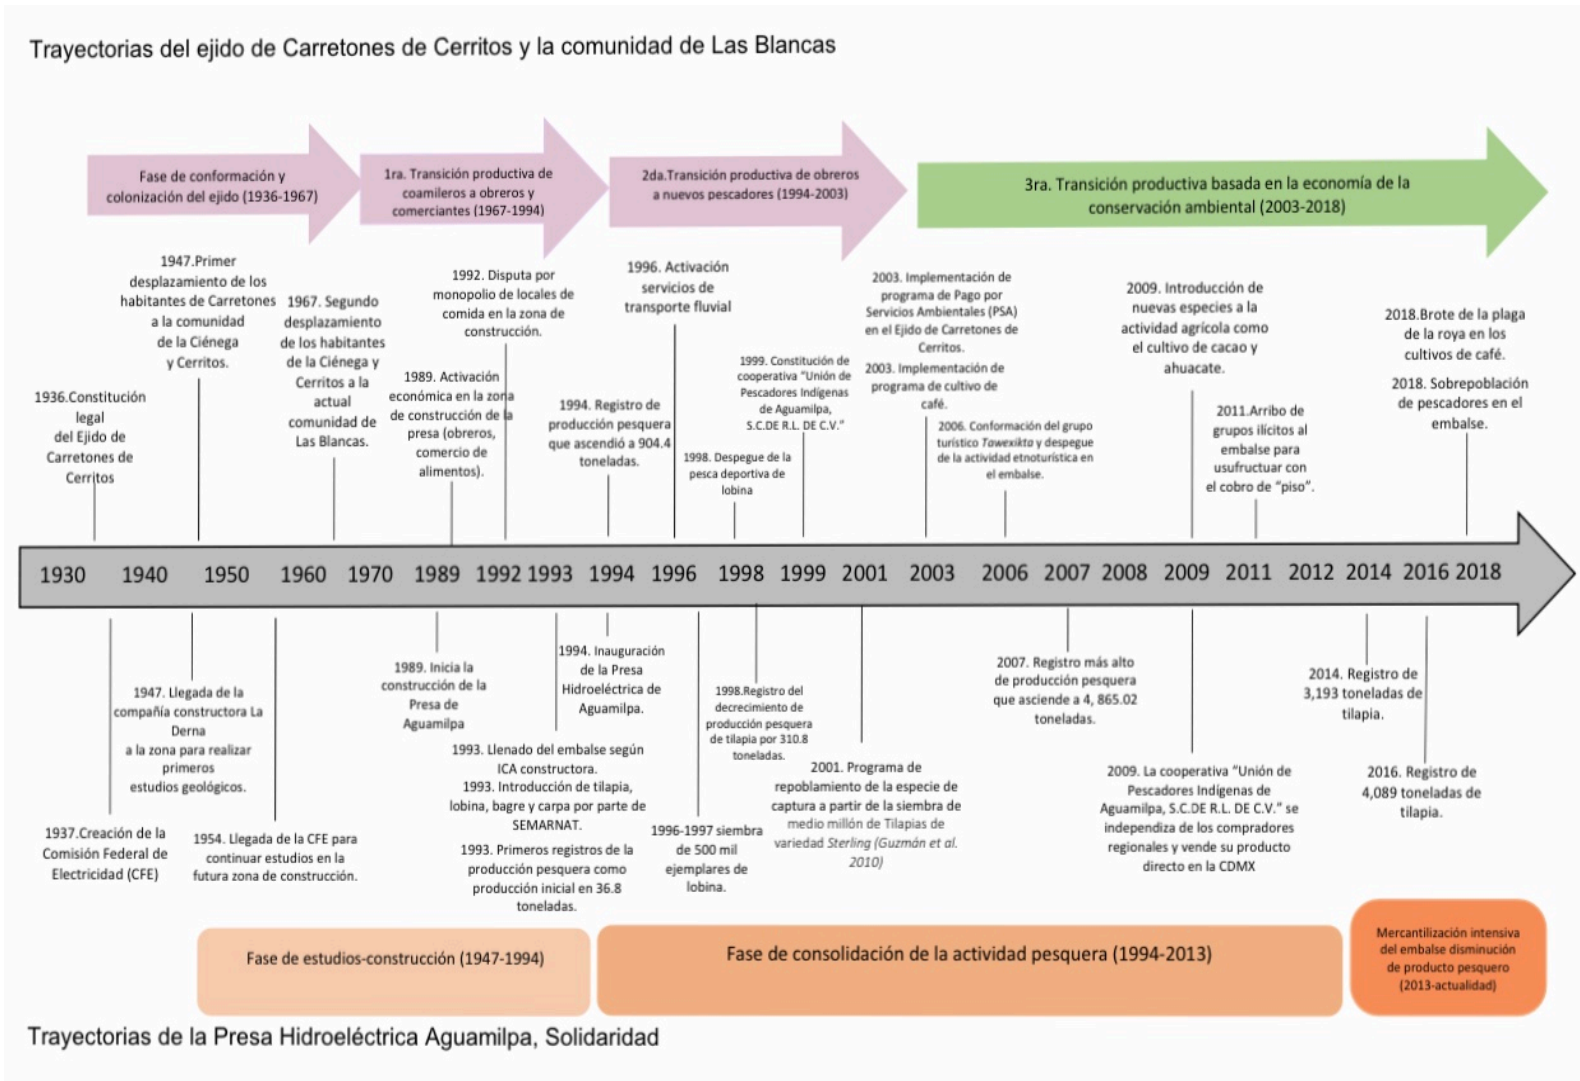 Trayectorias del ejido de Carretones de Cerritos y la comunidad de Las Blancas
Fase de conformación y
colonización del ejido (1936-1967)
1ra. Transición productiva de
coamileros a obreros y
comerciantes (1967-1994)
2da.Transición productiva de obreros
a nuevos pescadores (1994-2003)
3ra. Transición productiva basada en la economía de la
conservación ambiental (2003-2018)
1936.Constitución
legal
del Ejido de
Carretones de
Cerritos
1947.Primer
desplazamiento de los
habitantes de Carretones
a la comunidad
de la Ciénega
y Cerritos.
1967. Segundo
desplazamiento
de los habitantes
de la Ciénega y
Cerritos a la
actual
comunidad de
Las Blancas.
1989. Activación
económica en la zona
de construcción de la
presa (obreros,
comercio de
alimentos).
1992. Disputa por
monopolio de locales de
comida en la zona de
construcción.
1994. Registro de
producción pesquera
que ascendió a 904.4
toneladas.
1996. Activación
servicios de
transporte fluvial
1998. Despegue de la
pesca deportiva de
lobina
1999. Constitución de
cooperativa “Unión de
Pescadores Indígenas
de Aguamilpa,
S.C.DE R.L. DE C.V.”
2003. Implementación de
programa de Pago por
Servicios Ambientales (PSA)
en el Ejido de Carretones de
Cerritos.
2003. Implementación de
programa de cultivo de
café.
2006. Conformación del grupo
turístico Tawexikta y despegue
de la actividad etnoturística en
el embalse.
2009. Introducción de
nuevas especies a la
actividad agrícola como
el cultivo de cacao y
ahuacate.
2011.Arribo de
grupos ilícitos al
embalse para
usufructuar con
el cobro de “piso”.
2018.Brote de la plaga
de la roya en los
cultivos de café.
2018. Sobrepoblación
de pescadores en el
embalse.
1930 1940 1950 1960 1970 1989 1992 1993 1994 1996 1998 1999 2001 2003 2006 2007 2008 2009 2011 2012 2014 2016 2018
1937.Creación de la
Comisión Federal de
Electricidad (CFE)
1947. Llegada de la
compañía constructora La
Derna
a la zona para realizar
primeros
estudios geológicos.
1954. Llegada de la CFE para
continuar estudios en la
futura zona de construcción.
1989. Inicia la
construcción de la
Presa de
Aguamilpa
1993. Llenado del embalse según
ICA constructora.
1993. Introducción de tilapia,
lobina, bagre y carpa por parte de
SEMARNAT.
1993. Primeros registros de la
producción pesquera como
producción inicial en 36.8
toneladas.
1994. Inauguración
de la Presa
Hidroeléctrica de
Aguamilpa.
1996-1997 siembra
de 500 mil
ejemplares de
lobina.
1998.Registro del
decrecimiento de
producción pesquera
de tilapia por 310.8
toneladas.
2001. Programa de
repoblamiento de la especie de
captura a partir de la siembra de
medio millón de Tilapias de
variedad Sterling (Guzmán et al.
2010)
2007. Registro más alto
de producción pesquera
que asciende a 4, 865.02
toneladas.
2009. La cooperativa “Unión de
Pescadores Indígenas de
Aguamilpa, S.C.DE R.L. DE C.V.” se
independiza de los compradores
regionales y vende su producto
directo en la CDMX
2014. Registro de
3,193 toneladas de
tilapia.
2016. Registro de
4,089 toneladas de
tilapia.
Fase de estudios-construcción (1947-1994)
Fase de consolidación de la actividad pesquera (1994-2013)
Mercantilización intensiva
del embalse disminución
de producto pesquero
(2013-actualidad)
Trayectorias de la Presa Hidroeléctrica Aguamilpa, Solidaridad